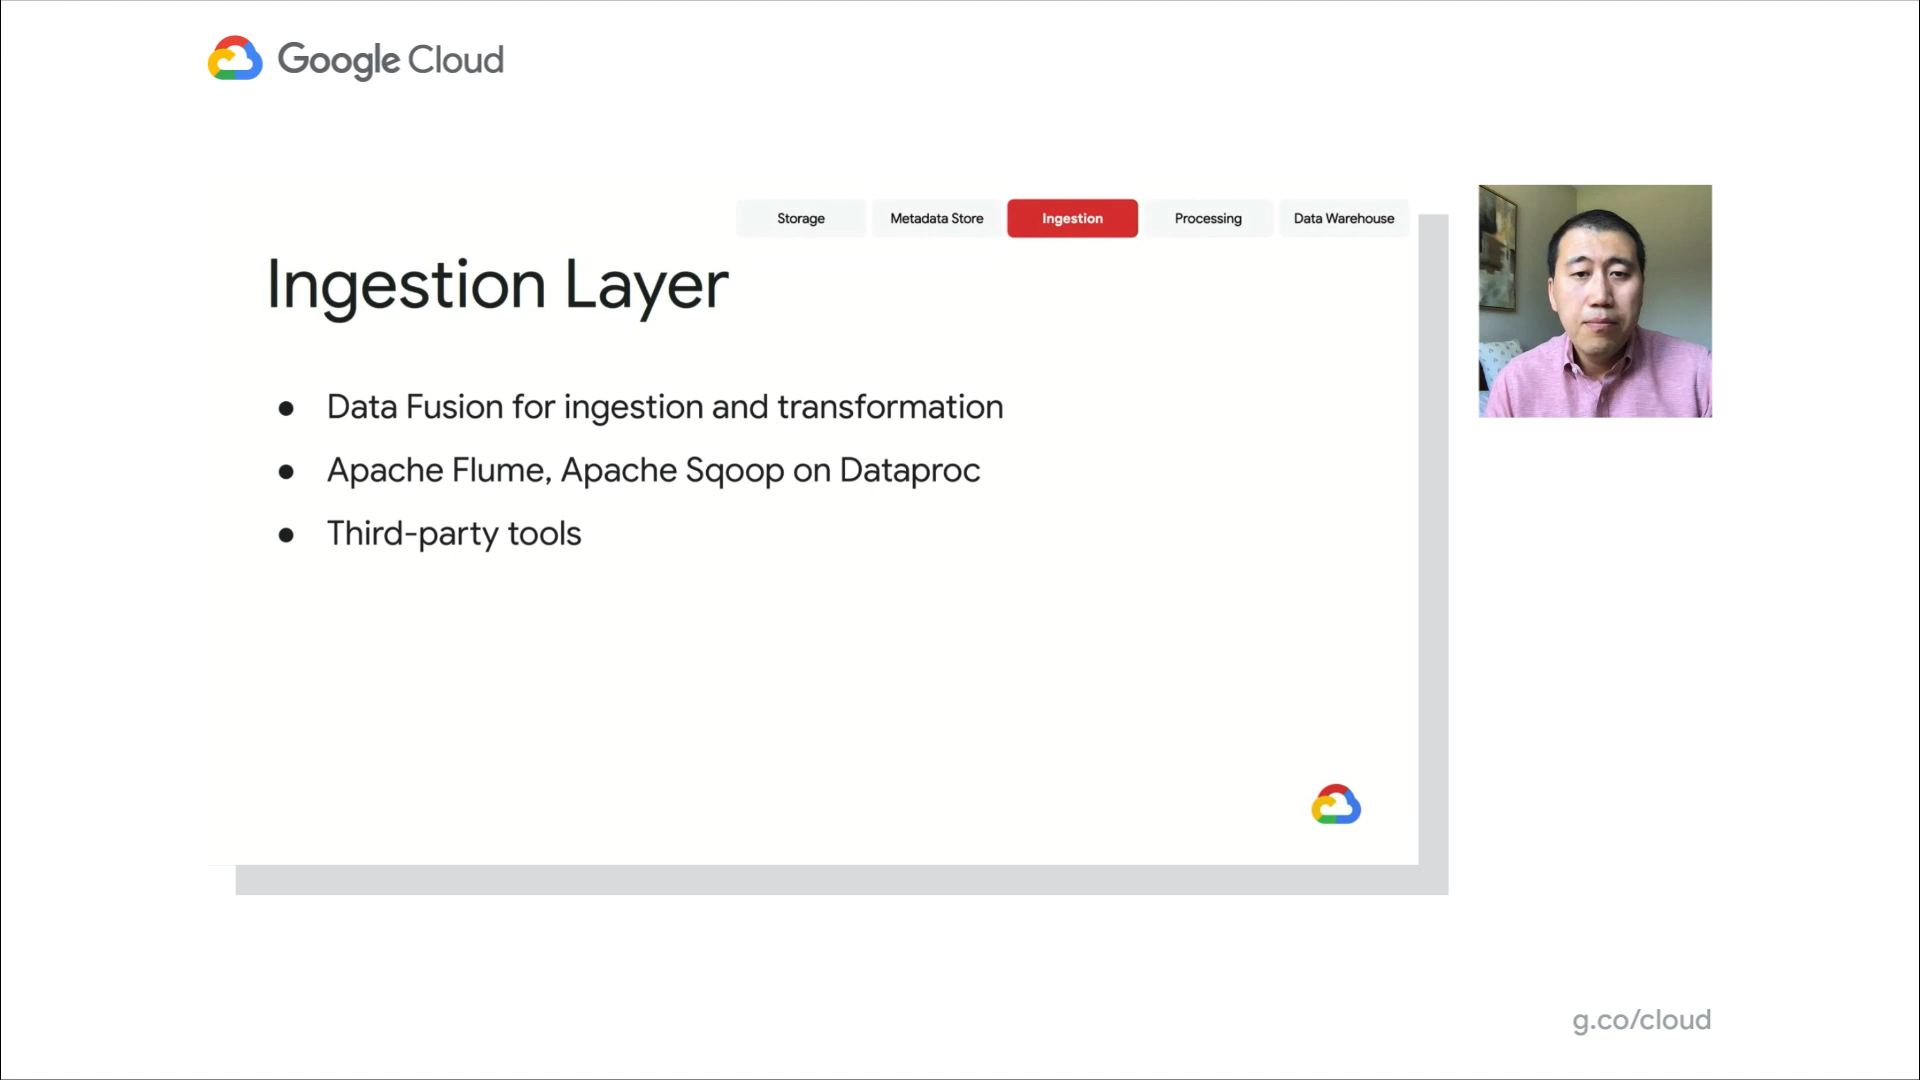 Google Cloud
Storage
Metadata Store
Ingestion
Processing
Data Warehouse
Ingestion Layer
● Data Fusion for ingestion and transformation
● Apache Flume, Apache Sqoop on Dataproc
● Third-party tools
g.co/cloud